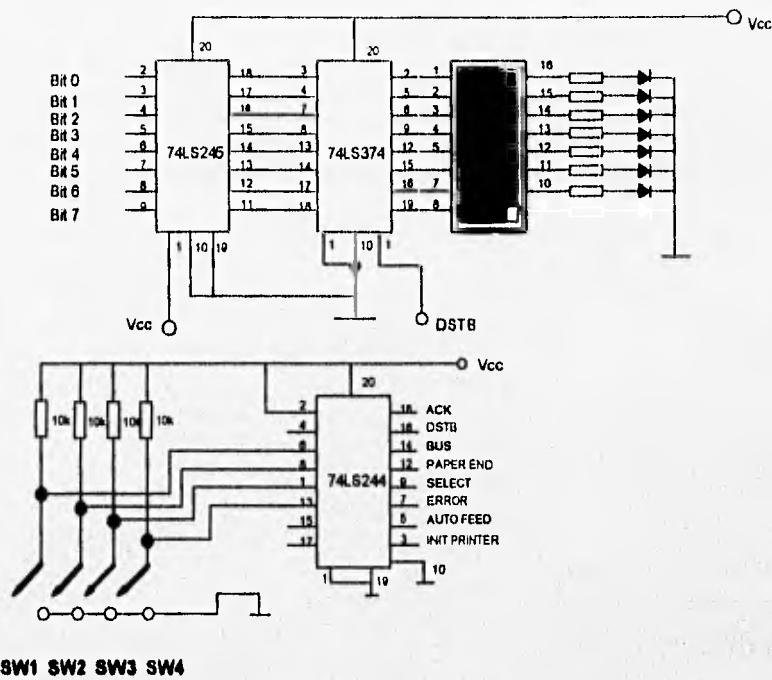 Vcc
20 20
Bit 0 2 18 3 2 1 16
Bit 1 3 17 4 5 2 15
Bit 2 4 16 7 6 3 14
Bit 3 5 15 8 9 4 13
Bit 4 6 74LS245 14 13 74LS374 12 5 12
Bit 5 7 13 14 15 11
Bit 6 8 12 17 16 7 10
Bit 7 9 11 18 19 8
1 10 19 1 10 1
Vcc DSTB
Vcc
20
10k 10k 10k 10k
2 ACK
4 DSTB
6 14 BUS
8 12 PAPER END
1 74LS244 9 SELECT
13 7 ERROR
15 5 AUTO FEED
17 3 INIT PRINTER
1 19 10
SW1 SW2 SW3 SW4